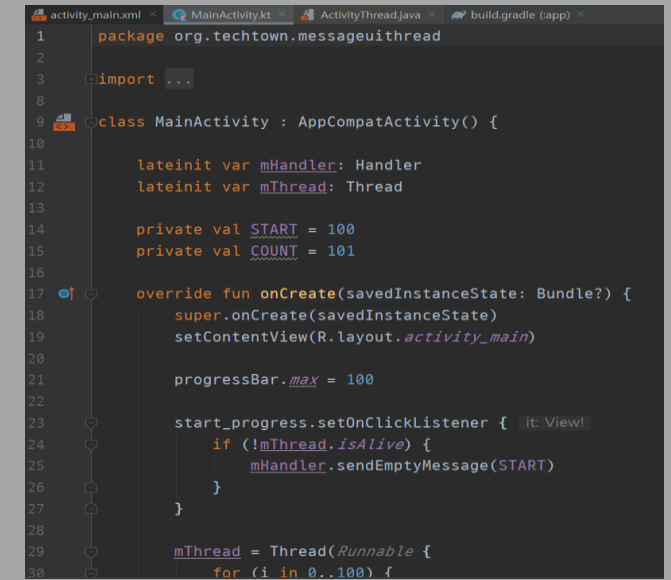 activity_main.xml MainActivity.kt ActivityThread.java build.gradle (:app)
1 package org.techtown.messageuithread
2
3 import ...
8
9 class MainActivity : AppCompatActivity() {
10
11 lateinit var mHandler: Handler
12 lateinit var mThread: Thread
13
14 private val START = 100
15 private val COUNT = 101
16
17 override fun onCreate(savedInstanceState: Bundle?) {
18 super.onCreate(savedInstanceState)
19 setContentView(R.layout.activity_main)
20
21 progressBar.max = 100
22
23 start_progress.setOnClickListener { it: View!
24 if (!mThread.isAlive) {
25 mHandler.sendEmptyMessage(START)
26 }
27 }
28
29 mThread = Thread(Runnable {
30 for (i in 0..100) {